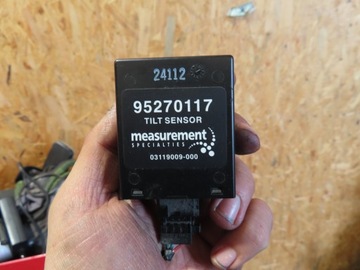 24112
95270117
TILT SENSOR
measurement
SPECIALTIES
03119009-000